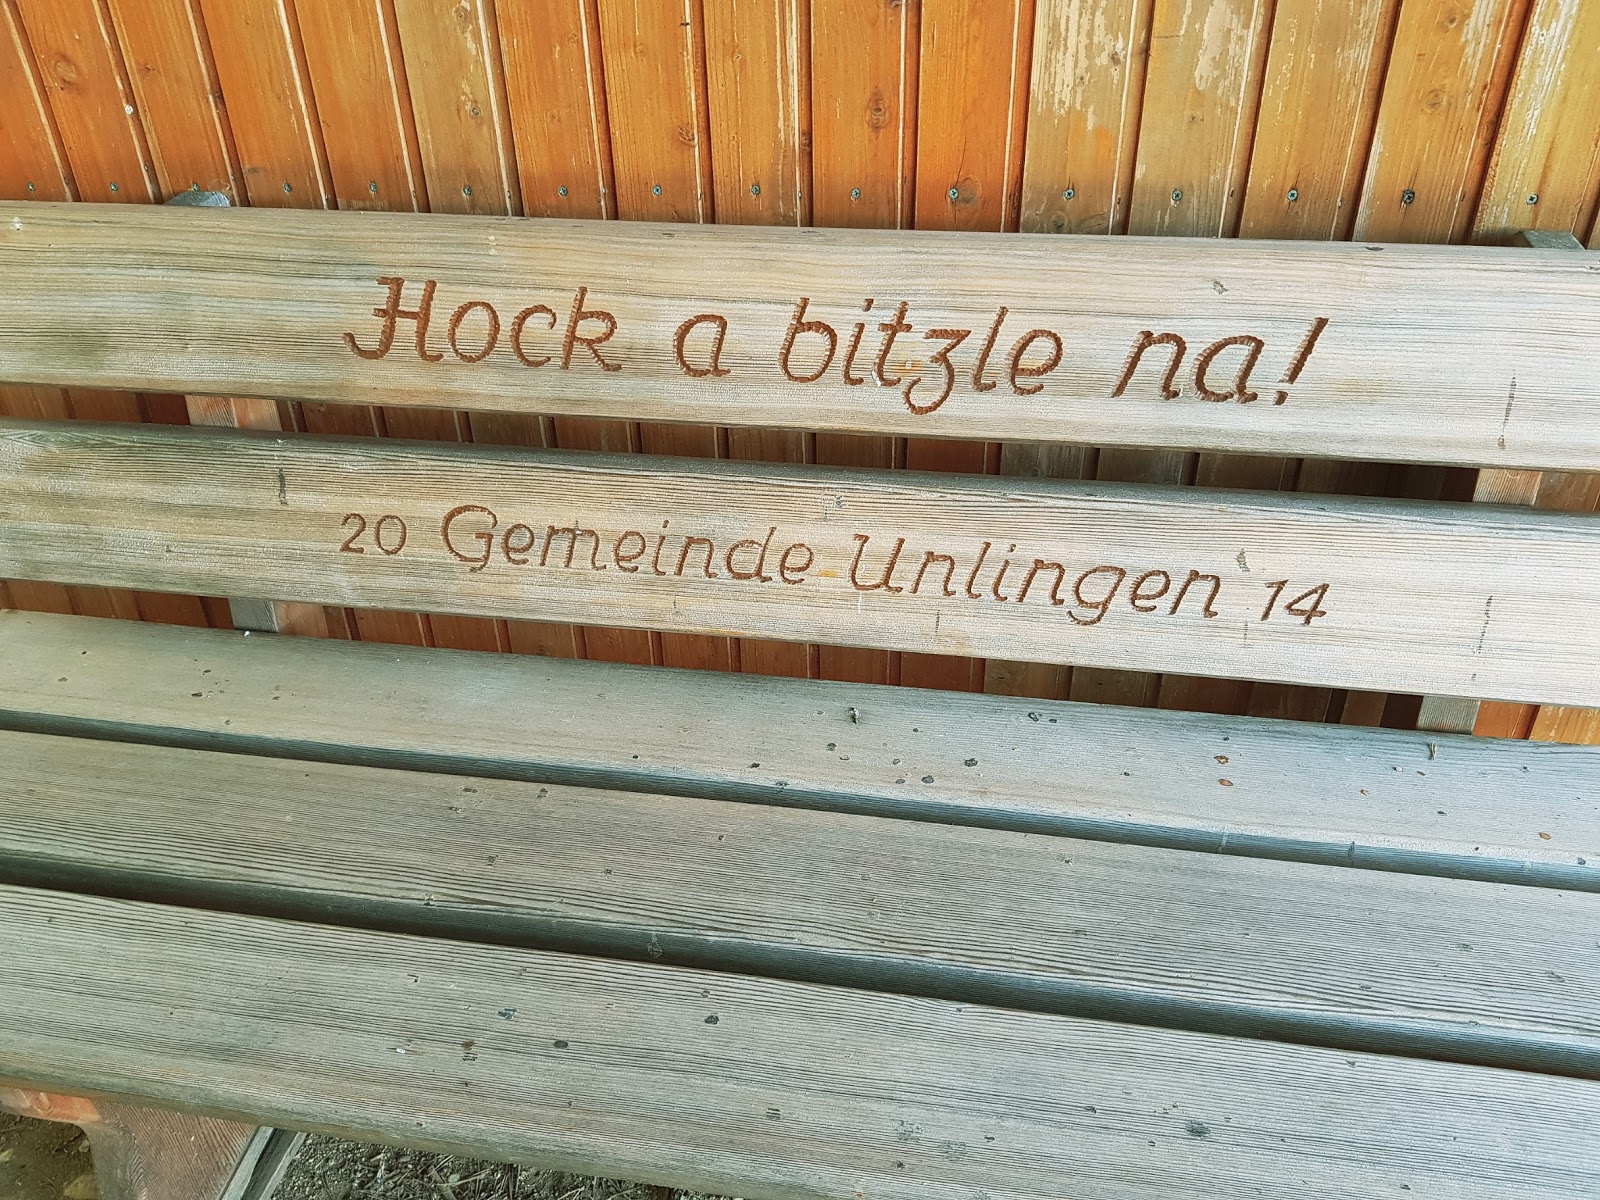 Hock a bitzle na!
20 Gemeinde Unlingen 14